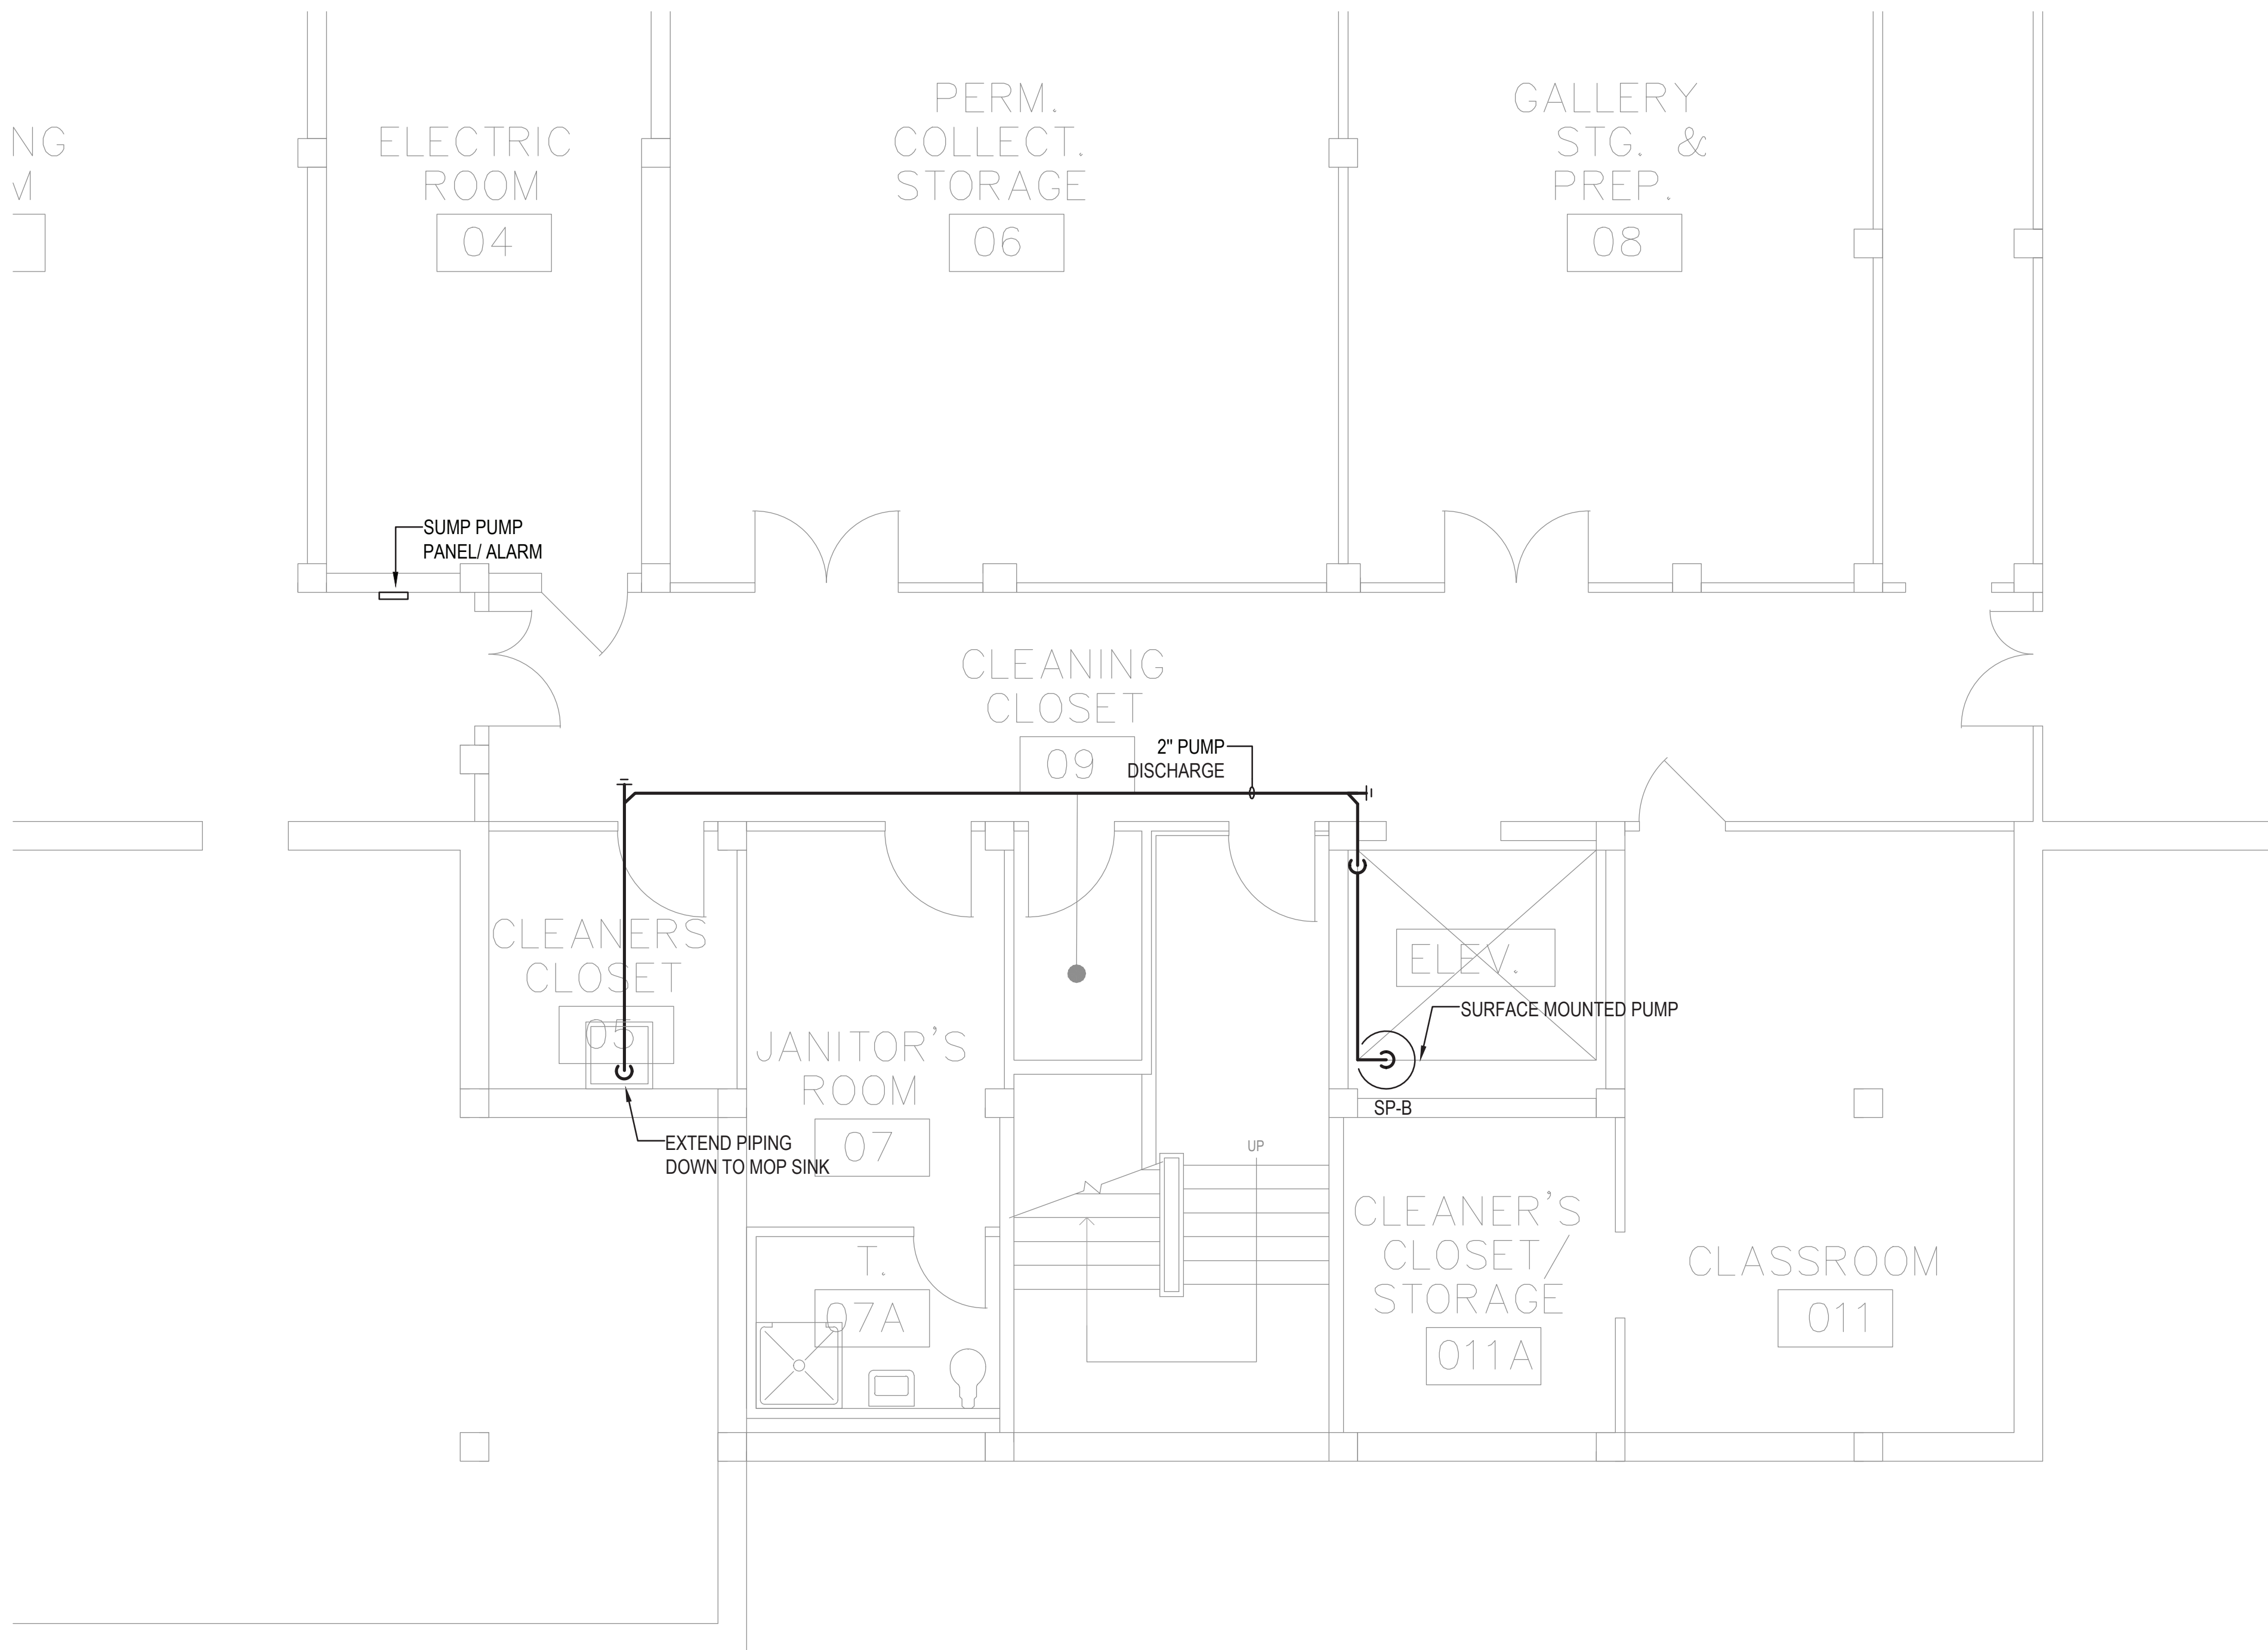 NG
M
ELECTRIC
ROOM
04
PERM.
COLLECT.
STORAGE
06
GALLERY
STG. &
PREP.
08
SUMP PUMP
PANEL/ ALARM
CLEANING
CLOSET
09
2" PUMP
DISCHARGE
CLEANERS
CLOSET
05
ELEV.
SURFACE MOUNTED PUMP
SP-B
JANITOR'S
ROOM
07
EXTEND PIPING
DOWN TO MOP SINK
UP
T.
07A
CLEANER'S
CLOSET/
STORAGE
011A
CLASSROOM
011